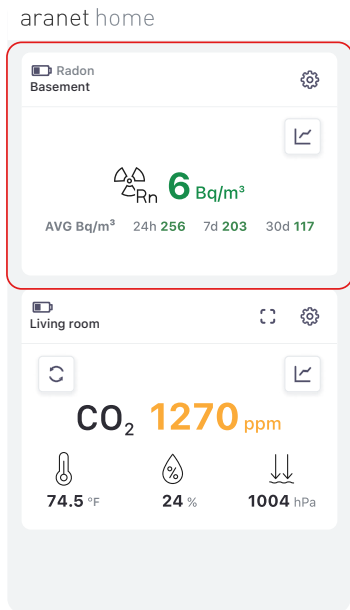 aranet home
Radon
Basement
Rn 6 Bq/m³
AVG Bq/m³ 24h 256 7d 203 30d 117
Living room
CO₂ 1270 ppm
%
74.5 °F 24 % 1004 hPa